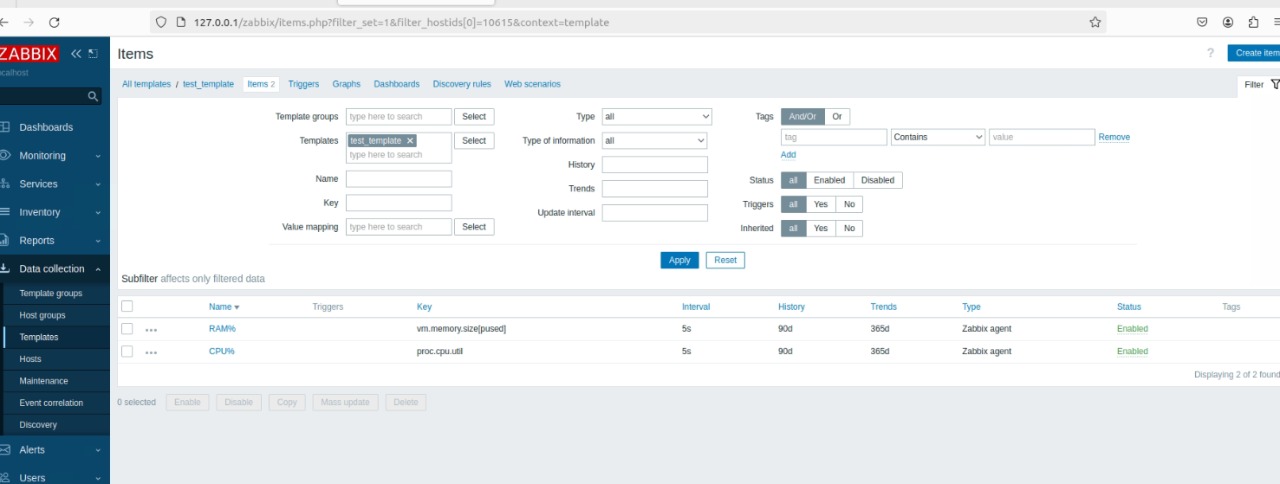 127.0.0.1/zabbix/items.php?filter_set=1&filter_hostids[0]=10615&context=template
ZABBIX
localhost
Items
?
Create item
All templates / test_template Items 2 Triggers Graphs Dashboards Discovery rules Web scenarios
Filter
Template groups type here to search Select
Templates test_template × Select
type here to search
Name
Key
Value mapping type here to search Select
Type all
Type of information all
History
Trends
Update interval
Tags And/Or Or
tag Contains value Remove
Add
Status all Enabled Disabled
Triggers all Yes No
Inherited all Yes No
Apply Reset
Subfilter affects only filtered data
Name Triggers Key Interval History Trends Type Status Tags
RAM% vm.memory.size[pused] 5s 90d 365d Zabbix agent Enabled
CPU% proc.cpu.util 5s 90d 365d Zabbix agent Enabled
Displaying 2 of 2 found
0 selected Enable Disable Copy Mass update Delete
Dashboards
Monitoring
Services
Inventory
Reports
Data collection
Template groups
Host groups
Templates
Hosts
Maintenance
Event correlation
Discovery
Alerts
Users